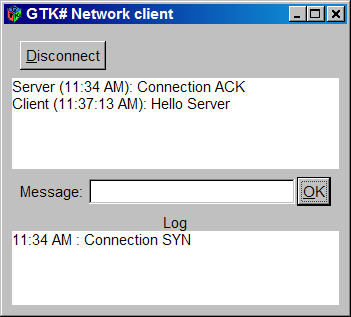 GTK# Network client
Disconnect
Server (11:34 AM): Connection ACK
Client (11:37:13 AM): Hello Server
Message:
OK
Log
11:34 AM : Connection SYN